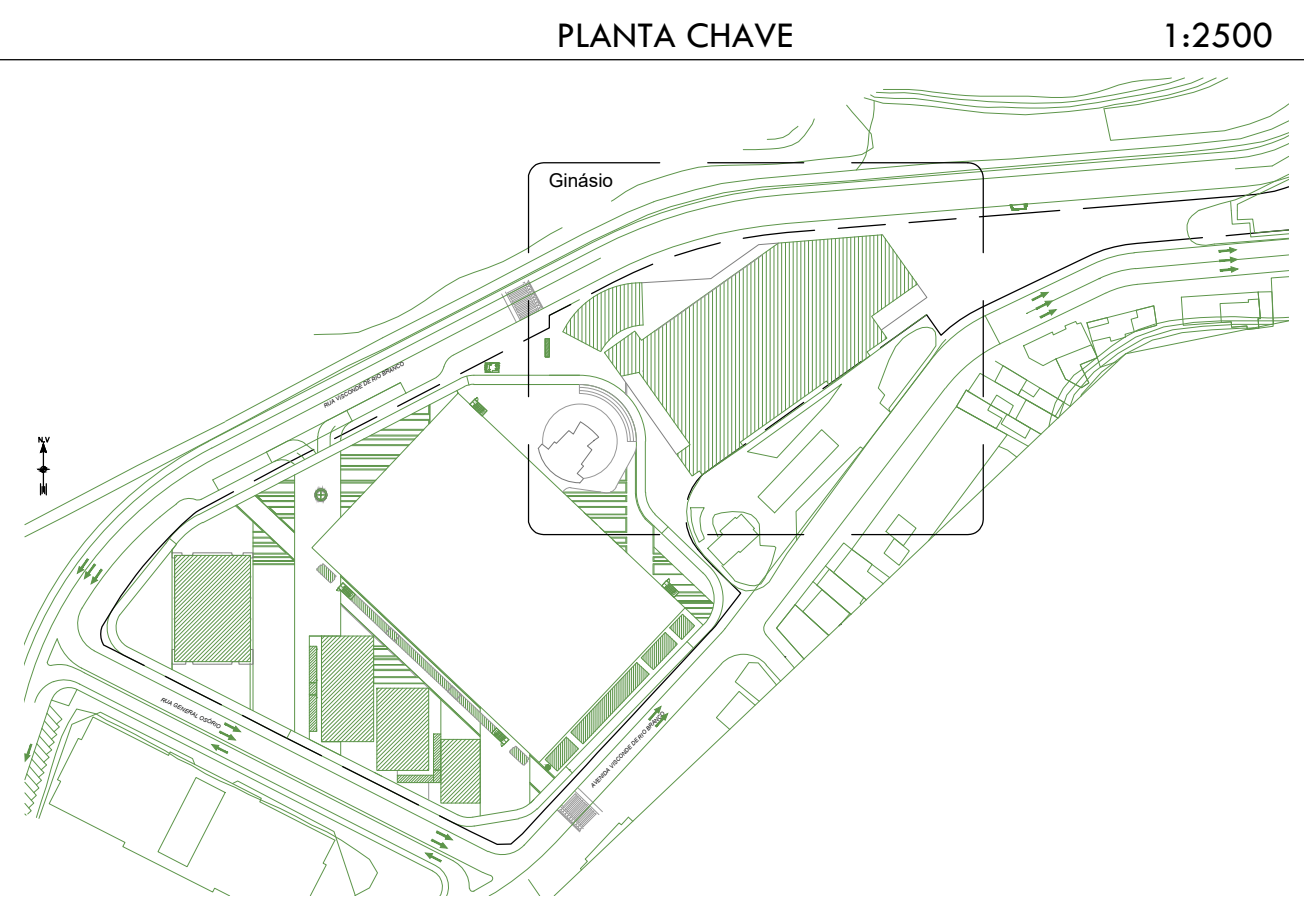 PLANTA CHAVE 1:2500
Ginásio
RUA VISCONDE DE RIO BRANCO
N.V
RUA GENERAL OSÓRIO
AVENIDA VISCONDE DE RIO BRANCO